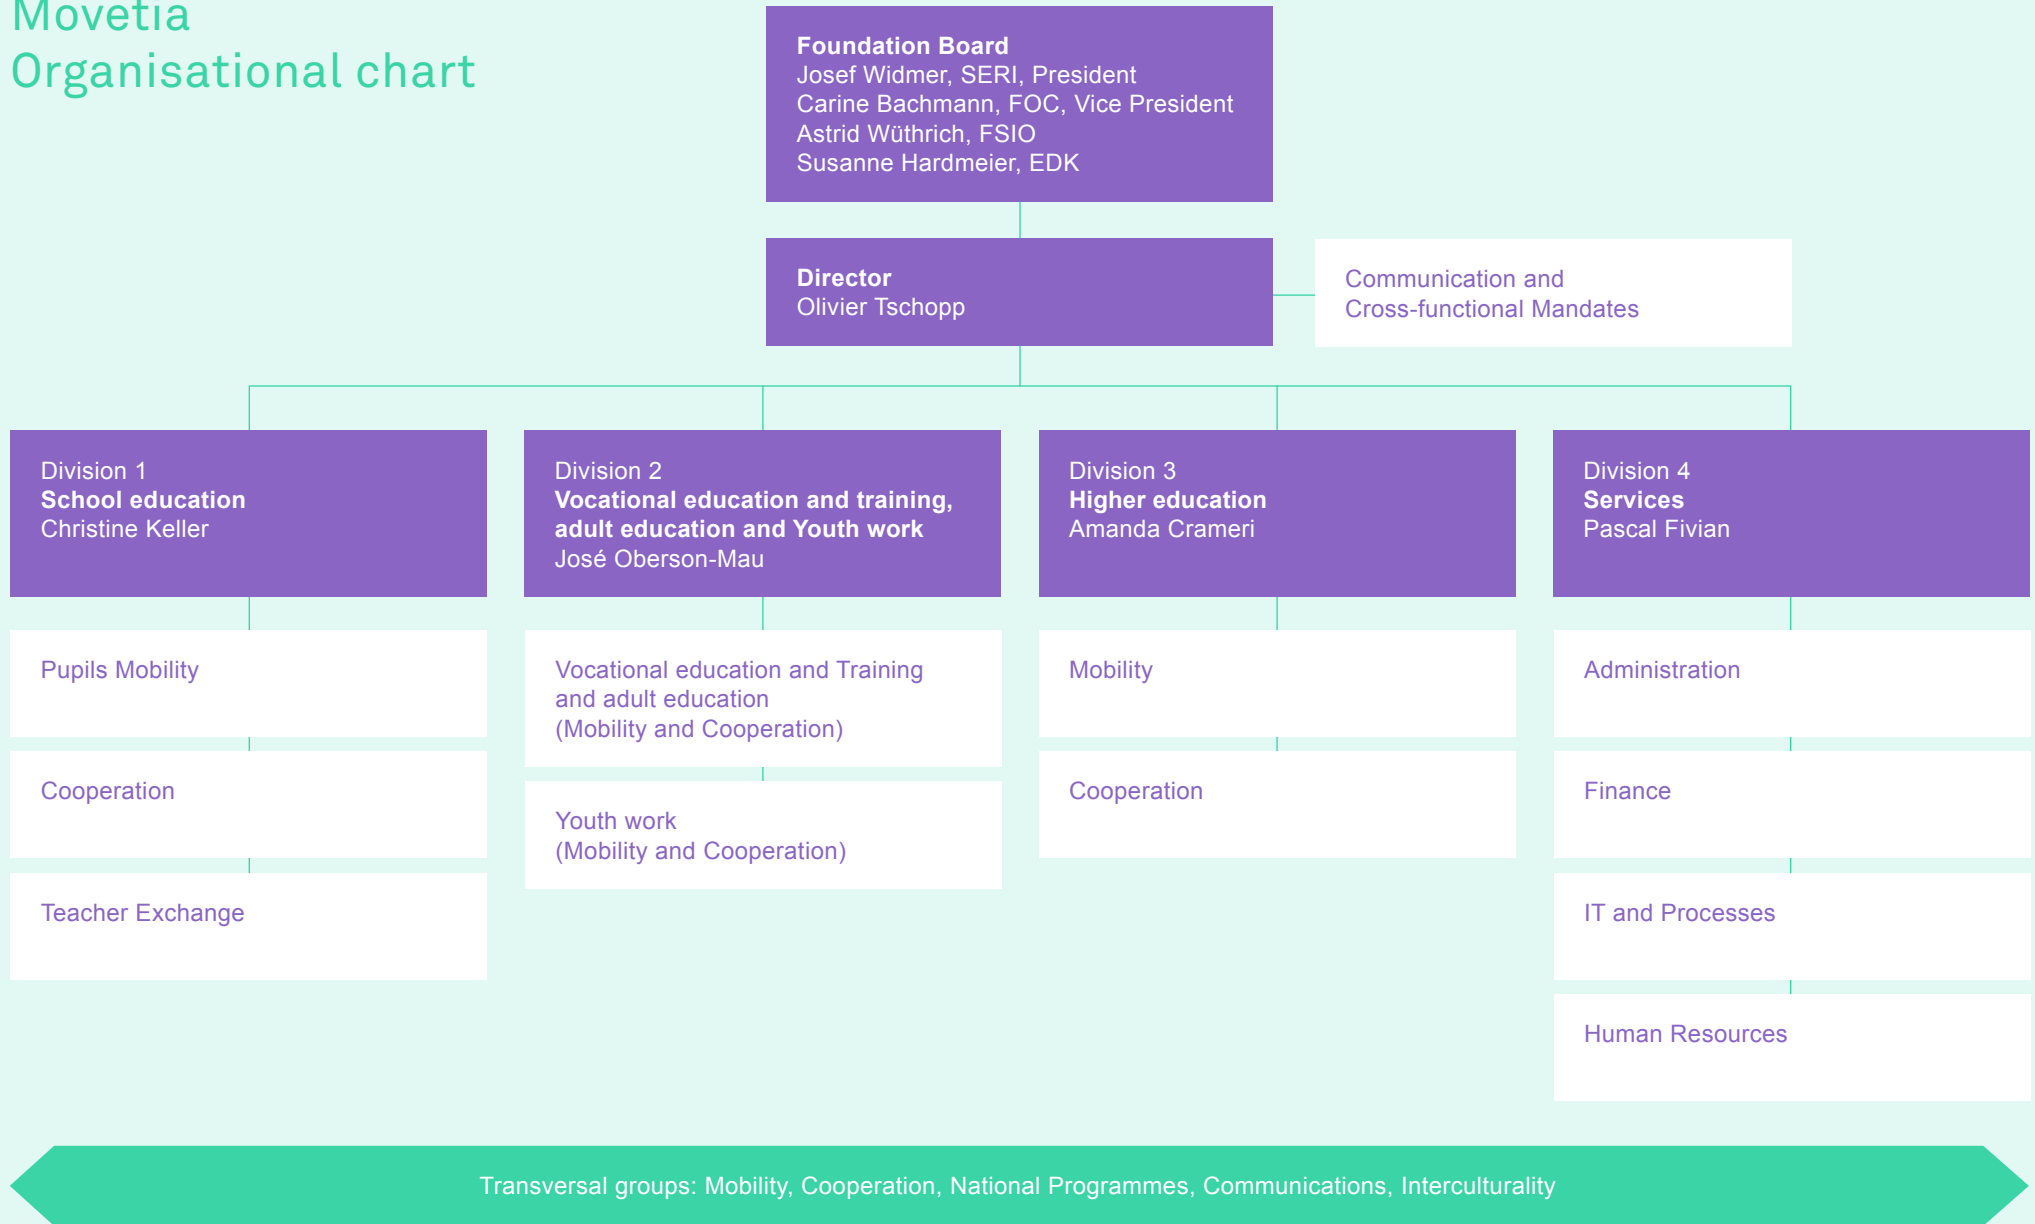 Movetia
Organisational chart
Foundation Board
Josef Widmer, SERI, President
Carine Bachmann, FOC, Vice President
Astrid Wüthrich, FSIO
Susanne Hardmeier, EDK
Director
Olivier Tschopp
Communication and
Cross-functional Mandates
Division 1
School education
Christine Keller
Division 2
Vocational education and training,
adult education and Youth work
José Oberson-Mau
Division 3
Higher education
Amanda Crameri
Division 4
Services
Pascal Fivian
Pupils Mobility
Cooperation
Teacher Exchange
Vocational education and Training
and adult education
(Mobility and Cooperation)
Youth work
(Mobility and Cooperation)
Mobility
Cooperation
Administration
Finance
IT and Processes
Human Resources
Transversal groups: Mobility, Cooperation, National Programmes, Communications, Interculturality